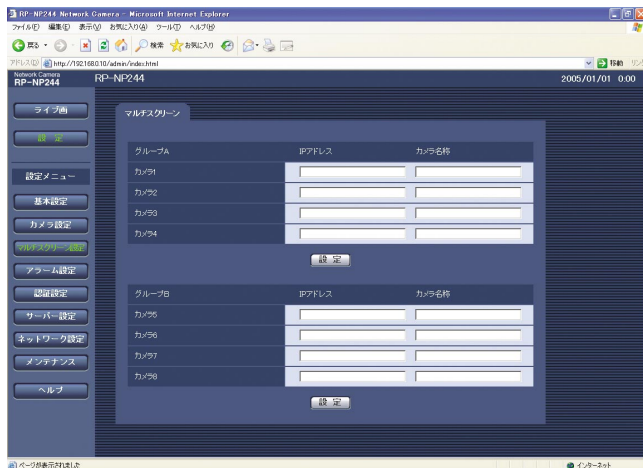 RP-NP244 Network Camera - Microsoft Internet Explorer
ファイル(F) 編集(E) 表示(V) お気に入り(A) ツール(T) ヘルプ(H)
戻る 検索 お気に入り
アドレス(D) http://192.168.0.10/admin/index.html 移動 リンク
Network Camera
RP-NP244
RP-NP244
2005/01/01 0:00
ライブ画
設 定
設定メニュー
基本設定
カメラ設定
マルチスクリーン設定
アラーム設定
認証設定
サーバー設定
ネットワーク設定
メンテナンス
ヘルプ
マルチスクリーン
グループA IPアドレス カメラ名称
カメラ1
カメラ2
カメラ3
カメラ4
設 定
グループB IPアドレス カメラ名称
カメラ5
カメラ6
カメラ7
カメラ8
設 定
ページが表示されました インターネット